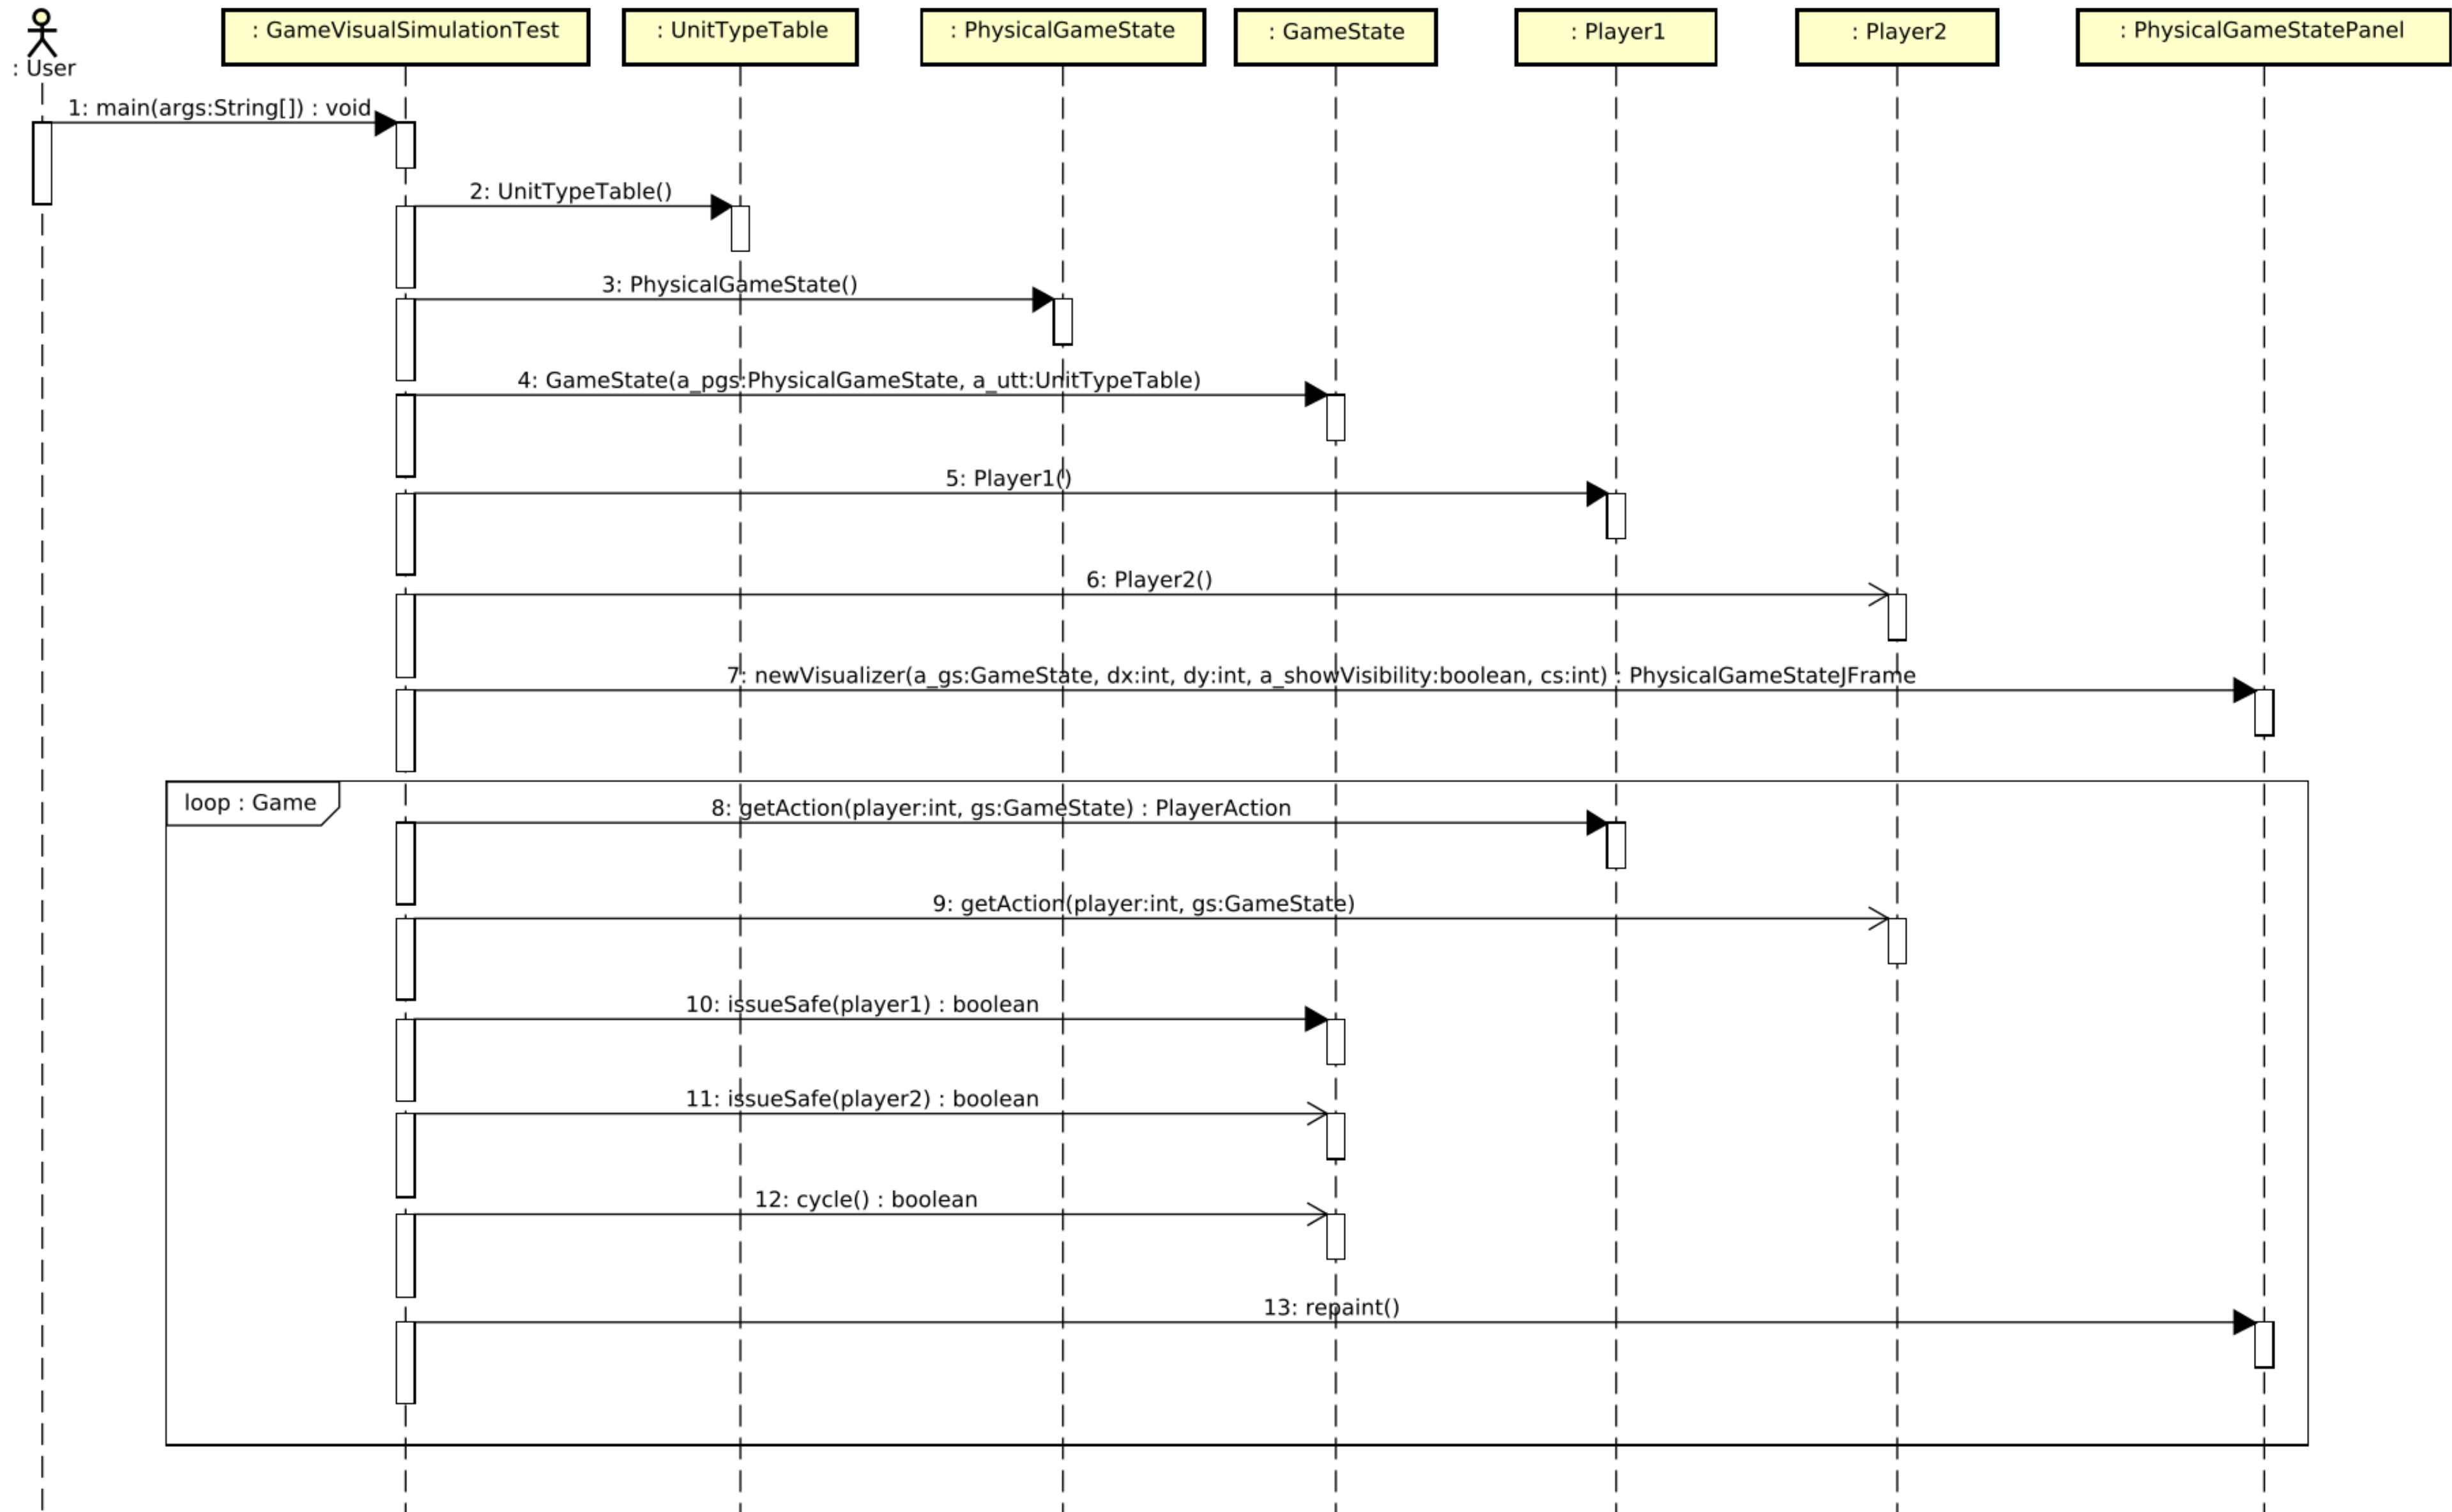 : User
: GameVisualSimulationTest
: UnitTypeTable
: PhysicalGameState
: GameState
: Player1
: Player2
: PhysicalGameStatePanel
1: main(args:String[]) : void
2: UnitTypeTable()
3: PhysicalGameState()
4: GameState(a_pgs:PhysicalGameState, a_utt:UnitTypeTable)
5: Player1()
6: Player2()
7: newVisualizer(a_gs:GameState, dx:int, dy:int, a_showVisibility:boolean, cs:int) : PhysicalGameStateJFrame
loop : Game
8: getAction(player:int, gs:GameState) : PlayerAction
9: getAction(player:int, gs:GameState)
10: issueSafe(player1) : boolean
11: issueSafe(player2) : boolean
12: cycle() : boolean
13: repaint()